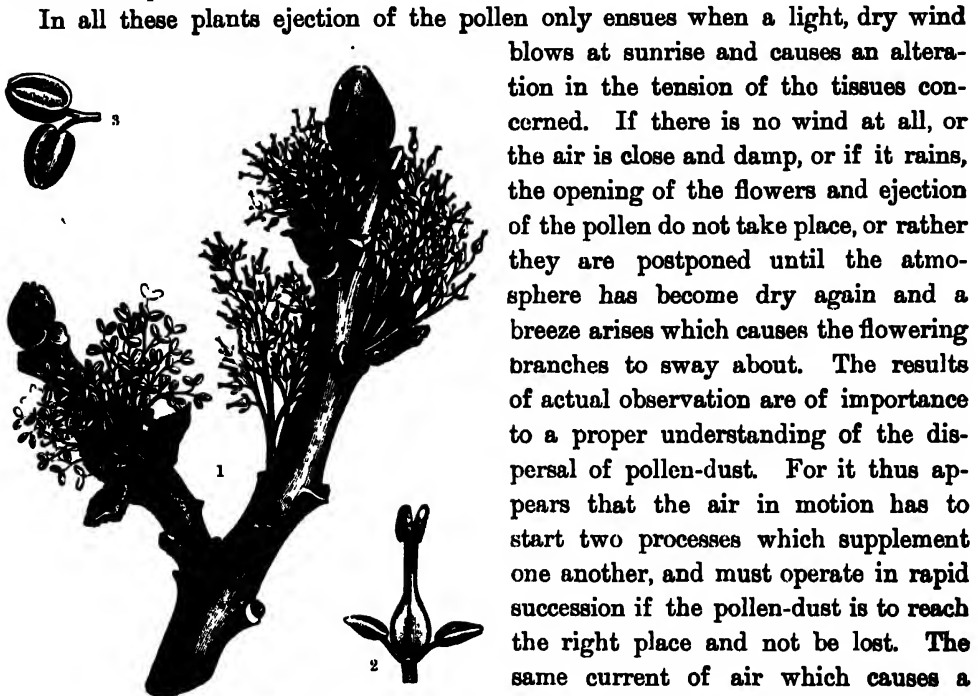 In all these plants ejection of the pollen only ensues when a light, dry wind
blows at sunrise and causes an altera-
tion in the tension of tho tissues con-
cerned. If there is no wind at all, or
the air is close and damp, or if it rains,
the opening of the flowers and ejection
of the pollen do not take place, or rather
they are postponed until the atmo-
sphere has become dry again and a
breeze arises which causes the flowering
branches to sway about. The results
of actual observation are of importance
to a proper understanding of the dis-
persal of pollen-dust. For it thus ap-
pears that the air in motion has to
start two processes which supplement
one another, and must operate in rapid
succession if the pollen-dust is to reach
the right place and not be lost. The
same current of air which causes a
3
1
2